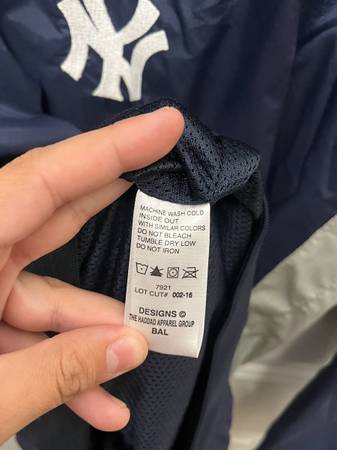 NY
MACHINE WASH COLD
INSIDE OUT
WITH SIMILAR COLORS
DO NOT BLEACH
TUMBLE DRY LOW
DO NOT IRON
7921
LOT CUT# 002-16
DESIGNS ©
THE HADDAD APPAREL GROUP
BAL